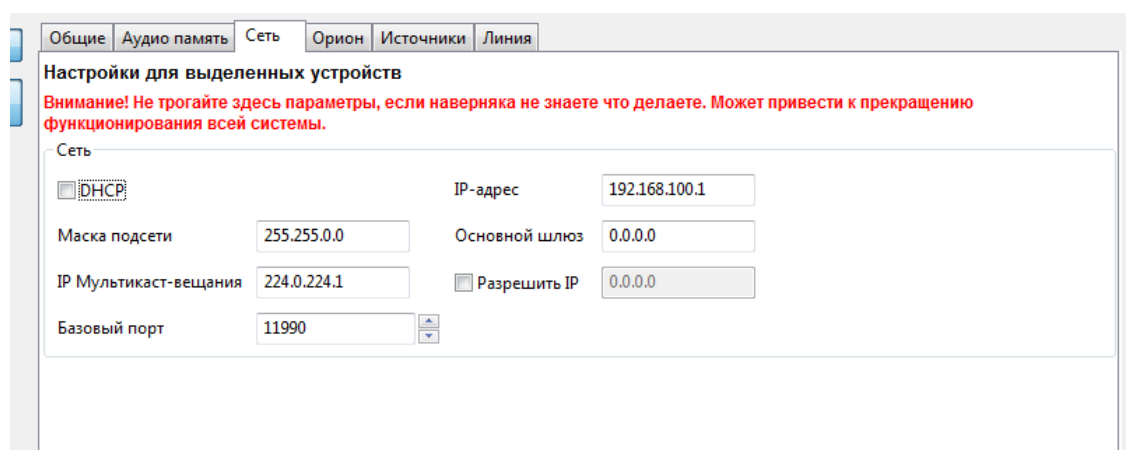 Общие Аудио память Сеть Орион Источники Линия
Настройки для выделенных устройств
Внимание! Не трогайте здесь параметры, если наверняка не знаете что делаете. Может привести к прекращению
функционирования всей системы.
Сеть
DHCP IP-адрес 192.168.100.1
Маска подсети 255.255.0.0 Основной шлюз 0.0.0.0
IP Мультикаст-вещания 224.0.224.1 Разрешить IP 0.0.0.0
Базовый порт 11990